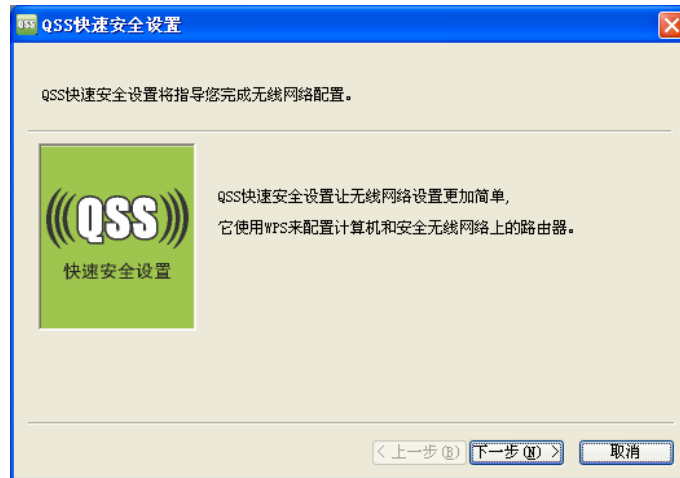 QSS快速安全设置
QSS快速安全设置将指导您完成无线网络配置。
(((QSS)))
快速安全设置
QSS快速安全设置让无线网络设置更加简单,
它使用WPS来配置计算机和安全无线网络上的路由器。
< 上一步(B) 下一步(N) > 取消